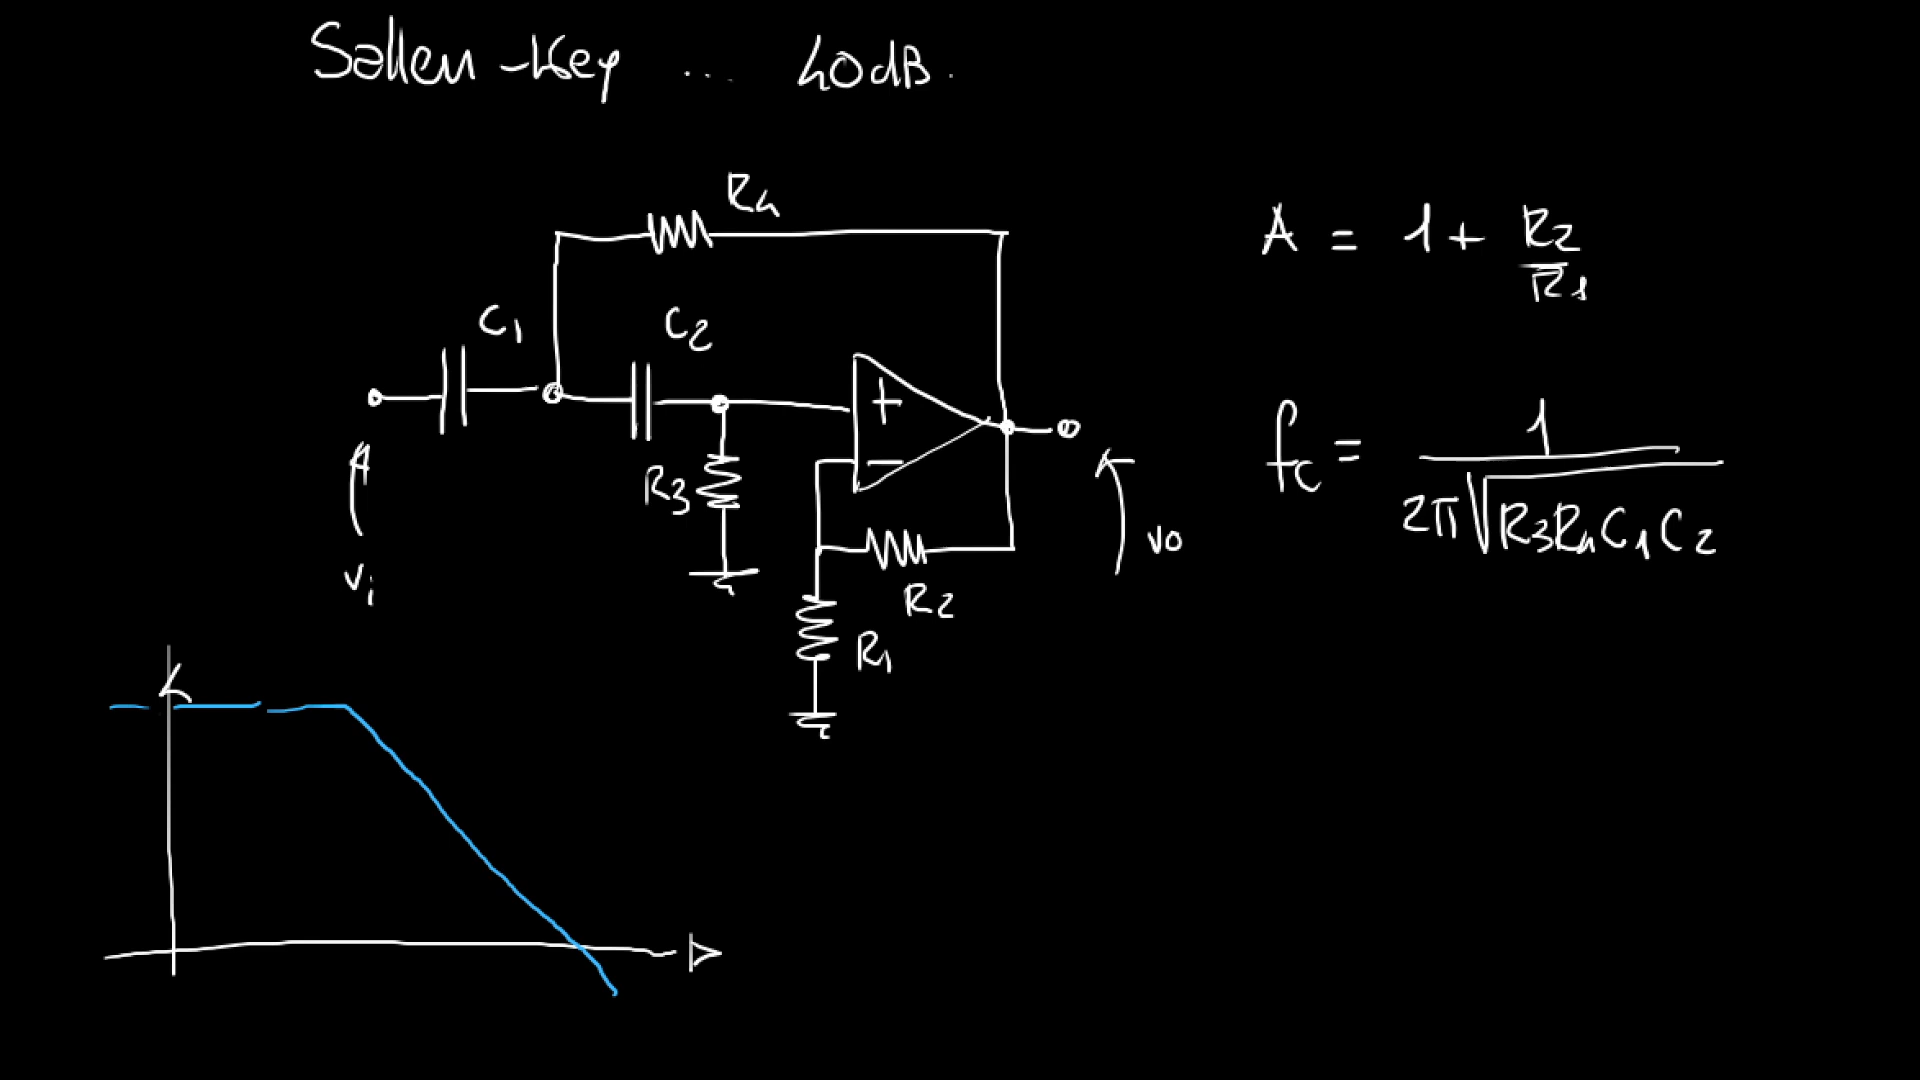 Sallen-Key ... 40dB.
R4
A = 1 + R2/R1
C1
C2
fc = 1/2π√R3R4C1C2
+
-
R3
vi
vo
R2
R1